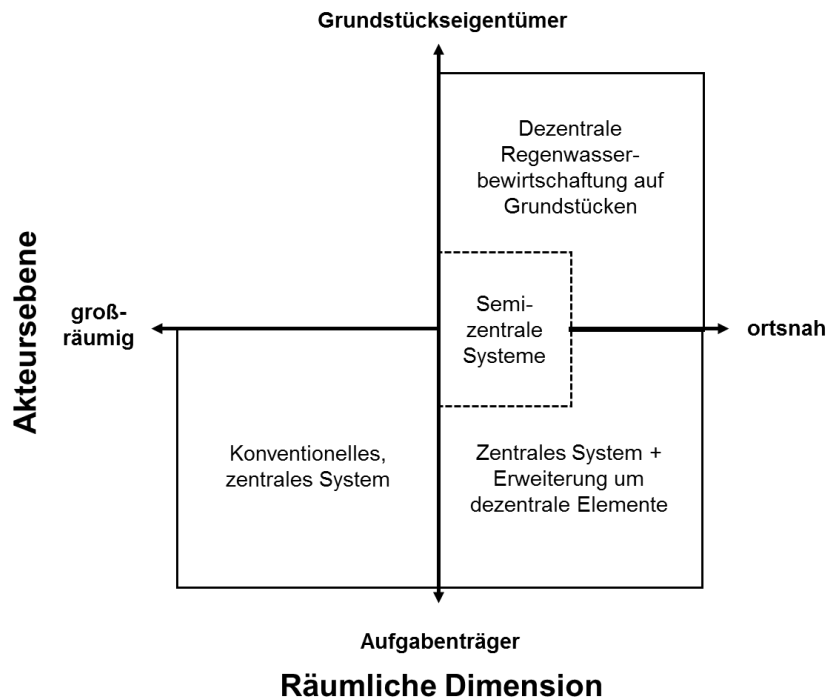 Grundstückseigentümer
Dezentrale
Regenwasser-
bewirtschaftung auf
Grundstücken
Akteursebene
groß-
räumig
Semi-
zentrale
Systeme
ortsnah
Konventionelles,
zentrales System
Zentrales System +
Erweiterung um
dezentrale Elemente
Aufgabenträger
Räumliche Dimension